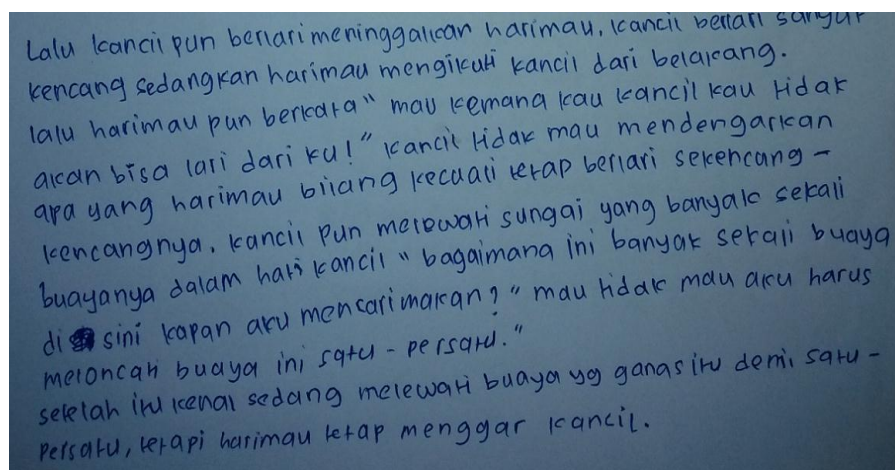 Lalu kancil pun berlari meninggalkan harimau, kancil berlari sangat
kencang sedangkan harimau mengikuti kancil dari belakang.
lalu harimau pun berkata “ mau kemana kau kancil kau tidak
akan bisa lari dari ku! ” kancil tidak mau mendengarkan
apa yang harimau bilang kecuali tetap berlari sekencang -
kencangnya. kancil pun melewati sungai yang banyak sekali
buayanya dalam hati kancil “ bagaimana ini banyak sekali buaya
di sini kapan aku mencari makan? “ mau tidak mau aku harus
meloncati buaya ini satu - persatu. ”
setelah itu sedang melewati buaya yg ganas itu demi satu -
persatu, tetapi harimau tetap menggar kancil.